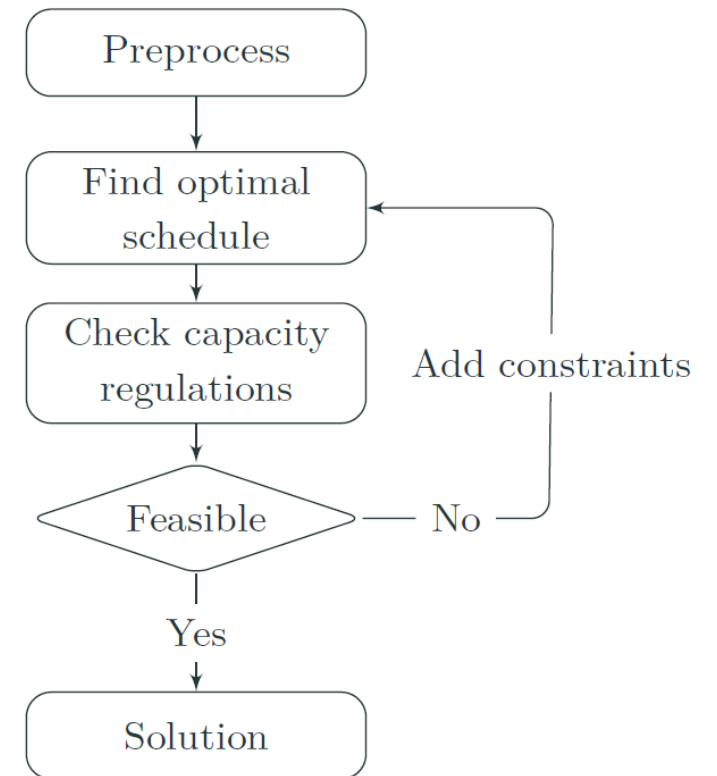 Preprocess
Find optimal
schedule
Check capacity
regulations
Add constraints
Feasible
No
Yes
Solution